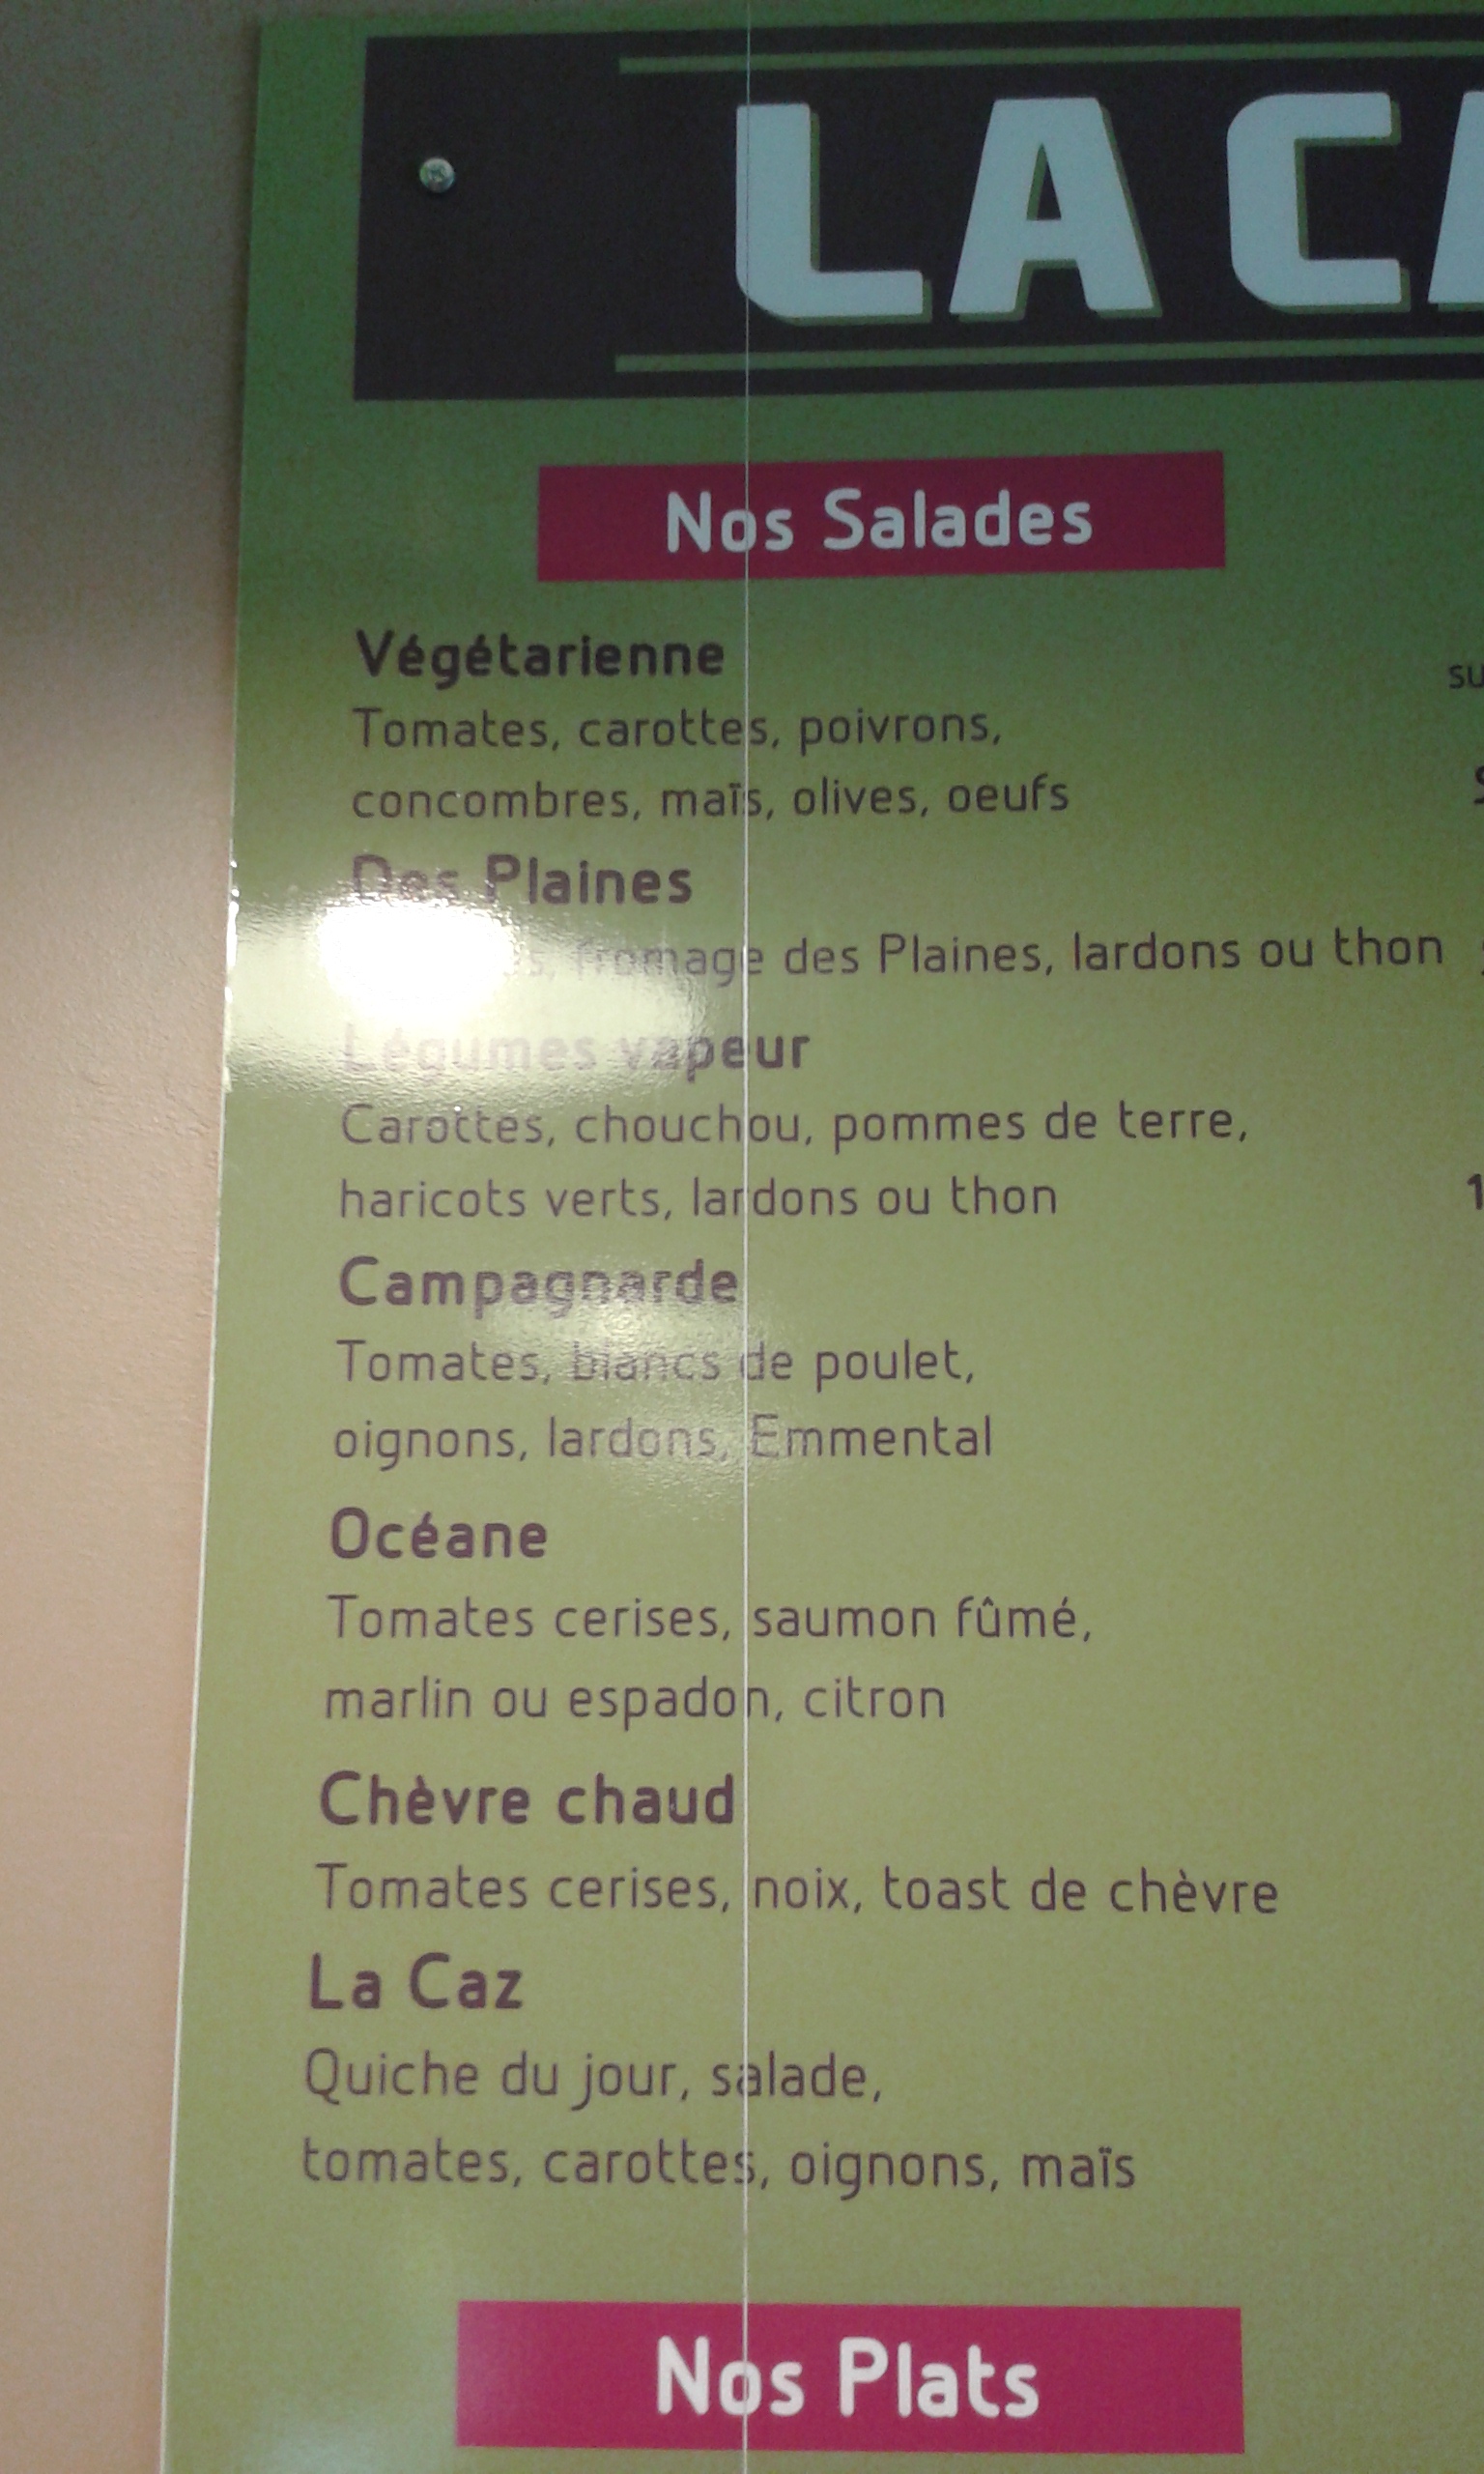 LA CA
Nos Salades
Végétarienne
su
Tomates, carottes, poivrons,
concombres, maïs, olives, oeufs
Des Plaines
fromage des Plaines, lardons ou thon
Légumes vapeur
Carottes, chouchou, pommes de terre,
haricots verts, lardons ou thon
1
Campagnarde
Tomates, blancs de poulet,
oignons, lardons, Emmental
Océane
Tomates cerises, saumon fûmé,
marlin ou espadon, citron
Chèvre chaud
Tomates cerises, noix, toast de chèvre
La Caz
Quiche du jour, salade,
tomates, carottes, oignons, maïs
Nos Plats